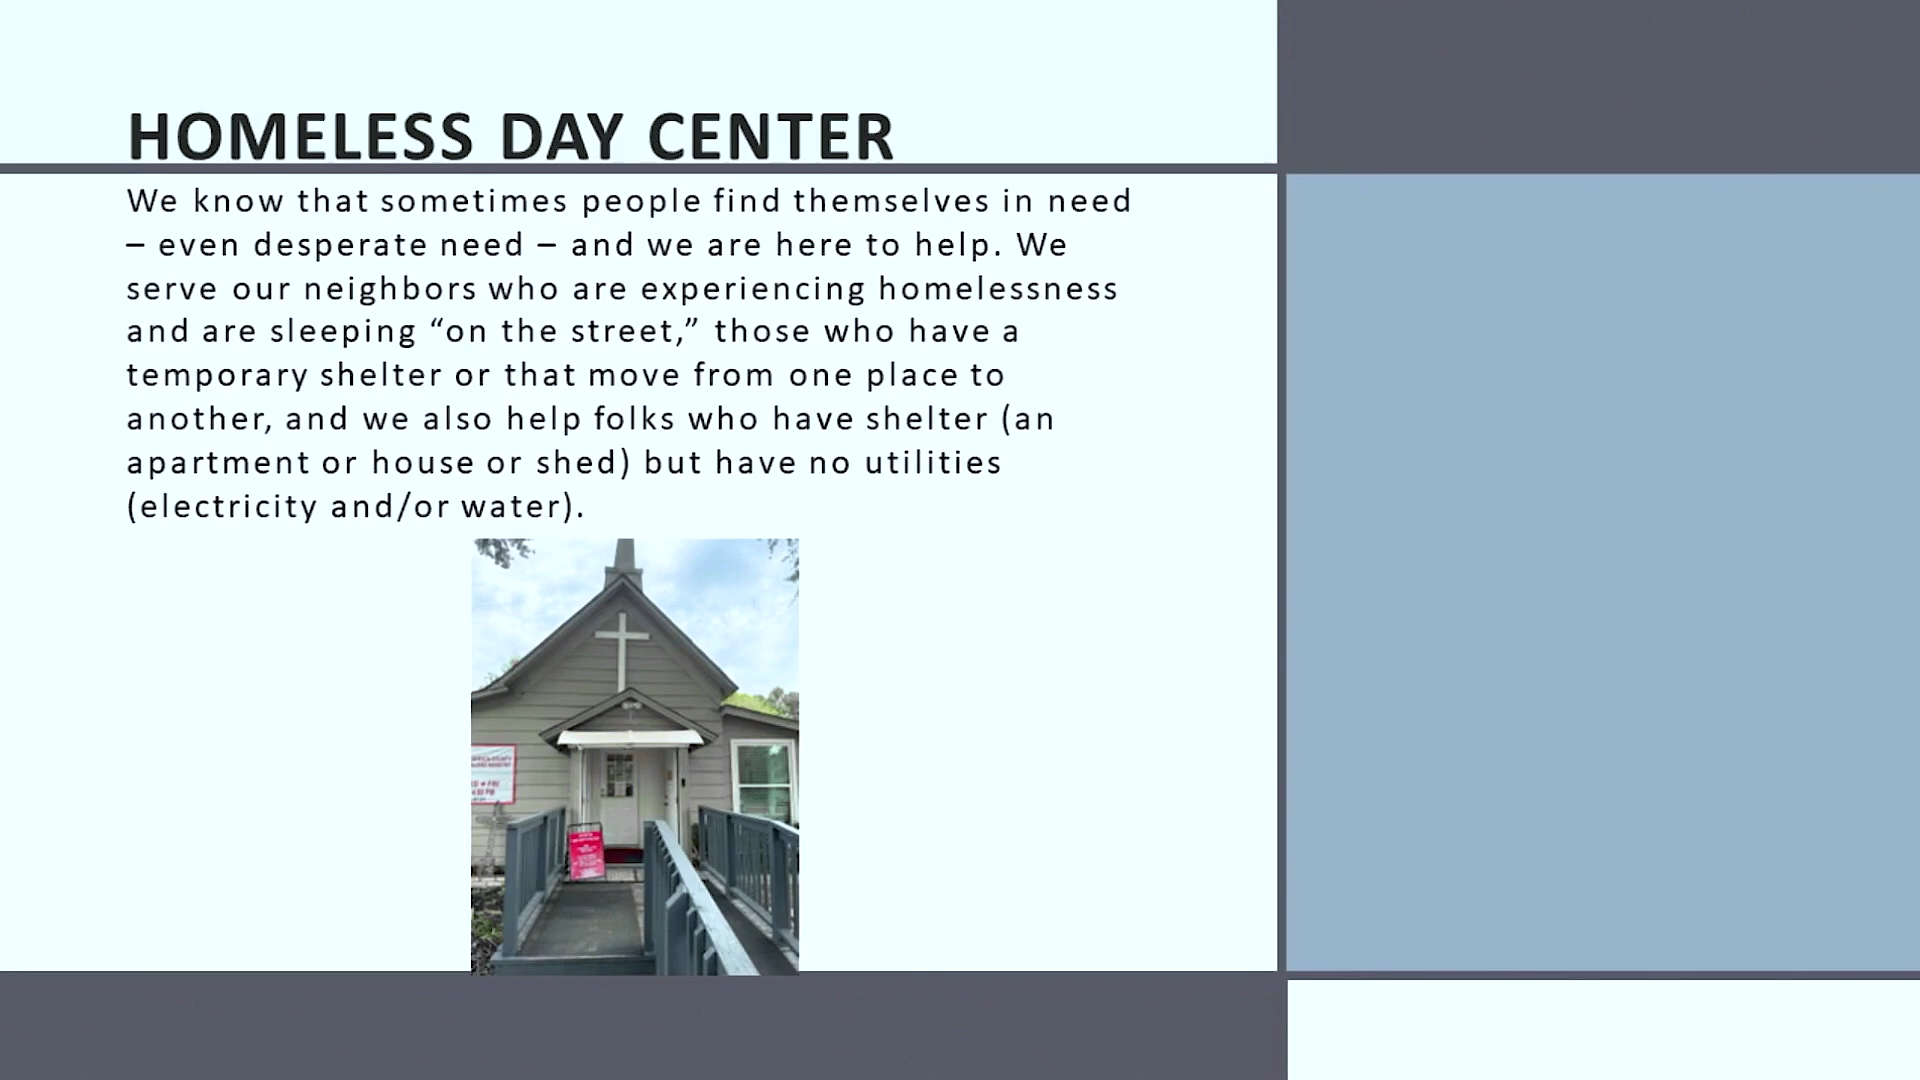 HOMELESS DAY CENTER
We know that sometimes people find themselves in need
– even desperate need – and we are here to help. We
serve our neighbors who are experiencing homelessness
and are sleeping “on the street,” those who have a
temporary shelter or that move from one place to
another, and we also help folks who have shelter (an
apartment or house or shed) but have no utilities
(electricity and/or water).